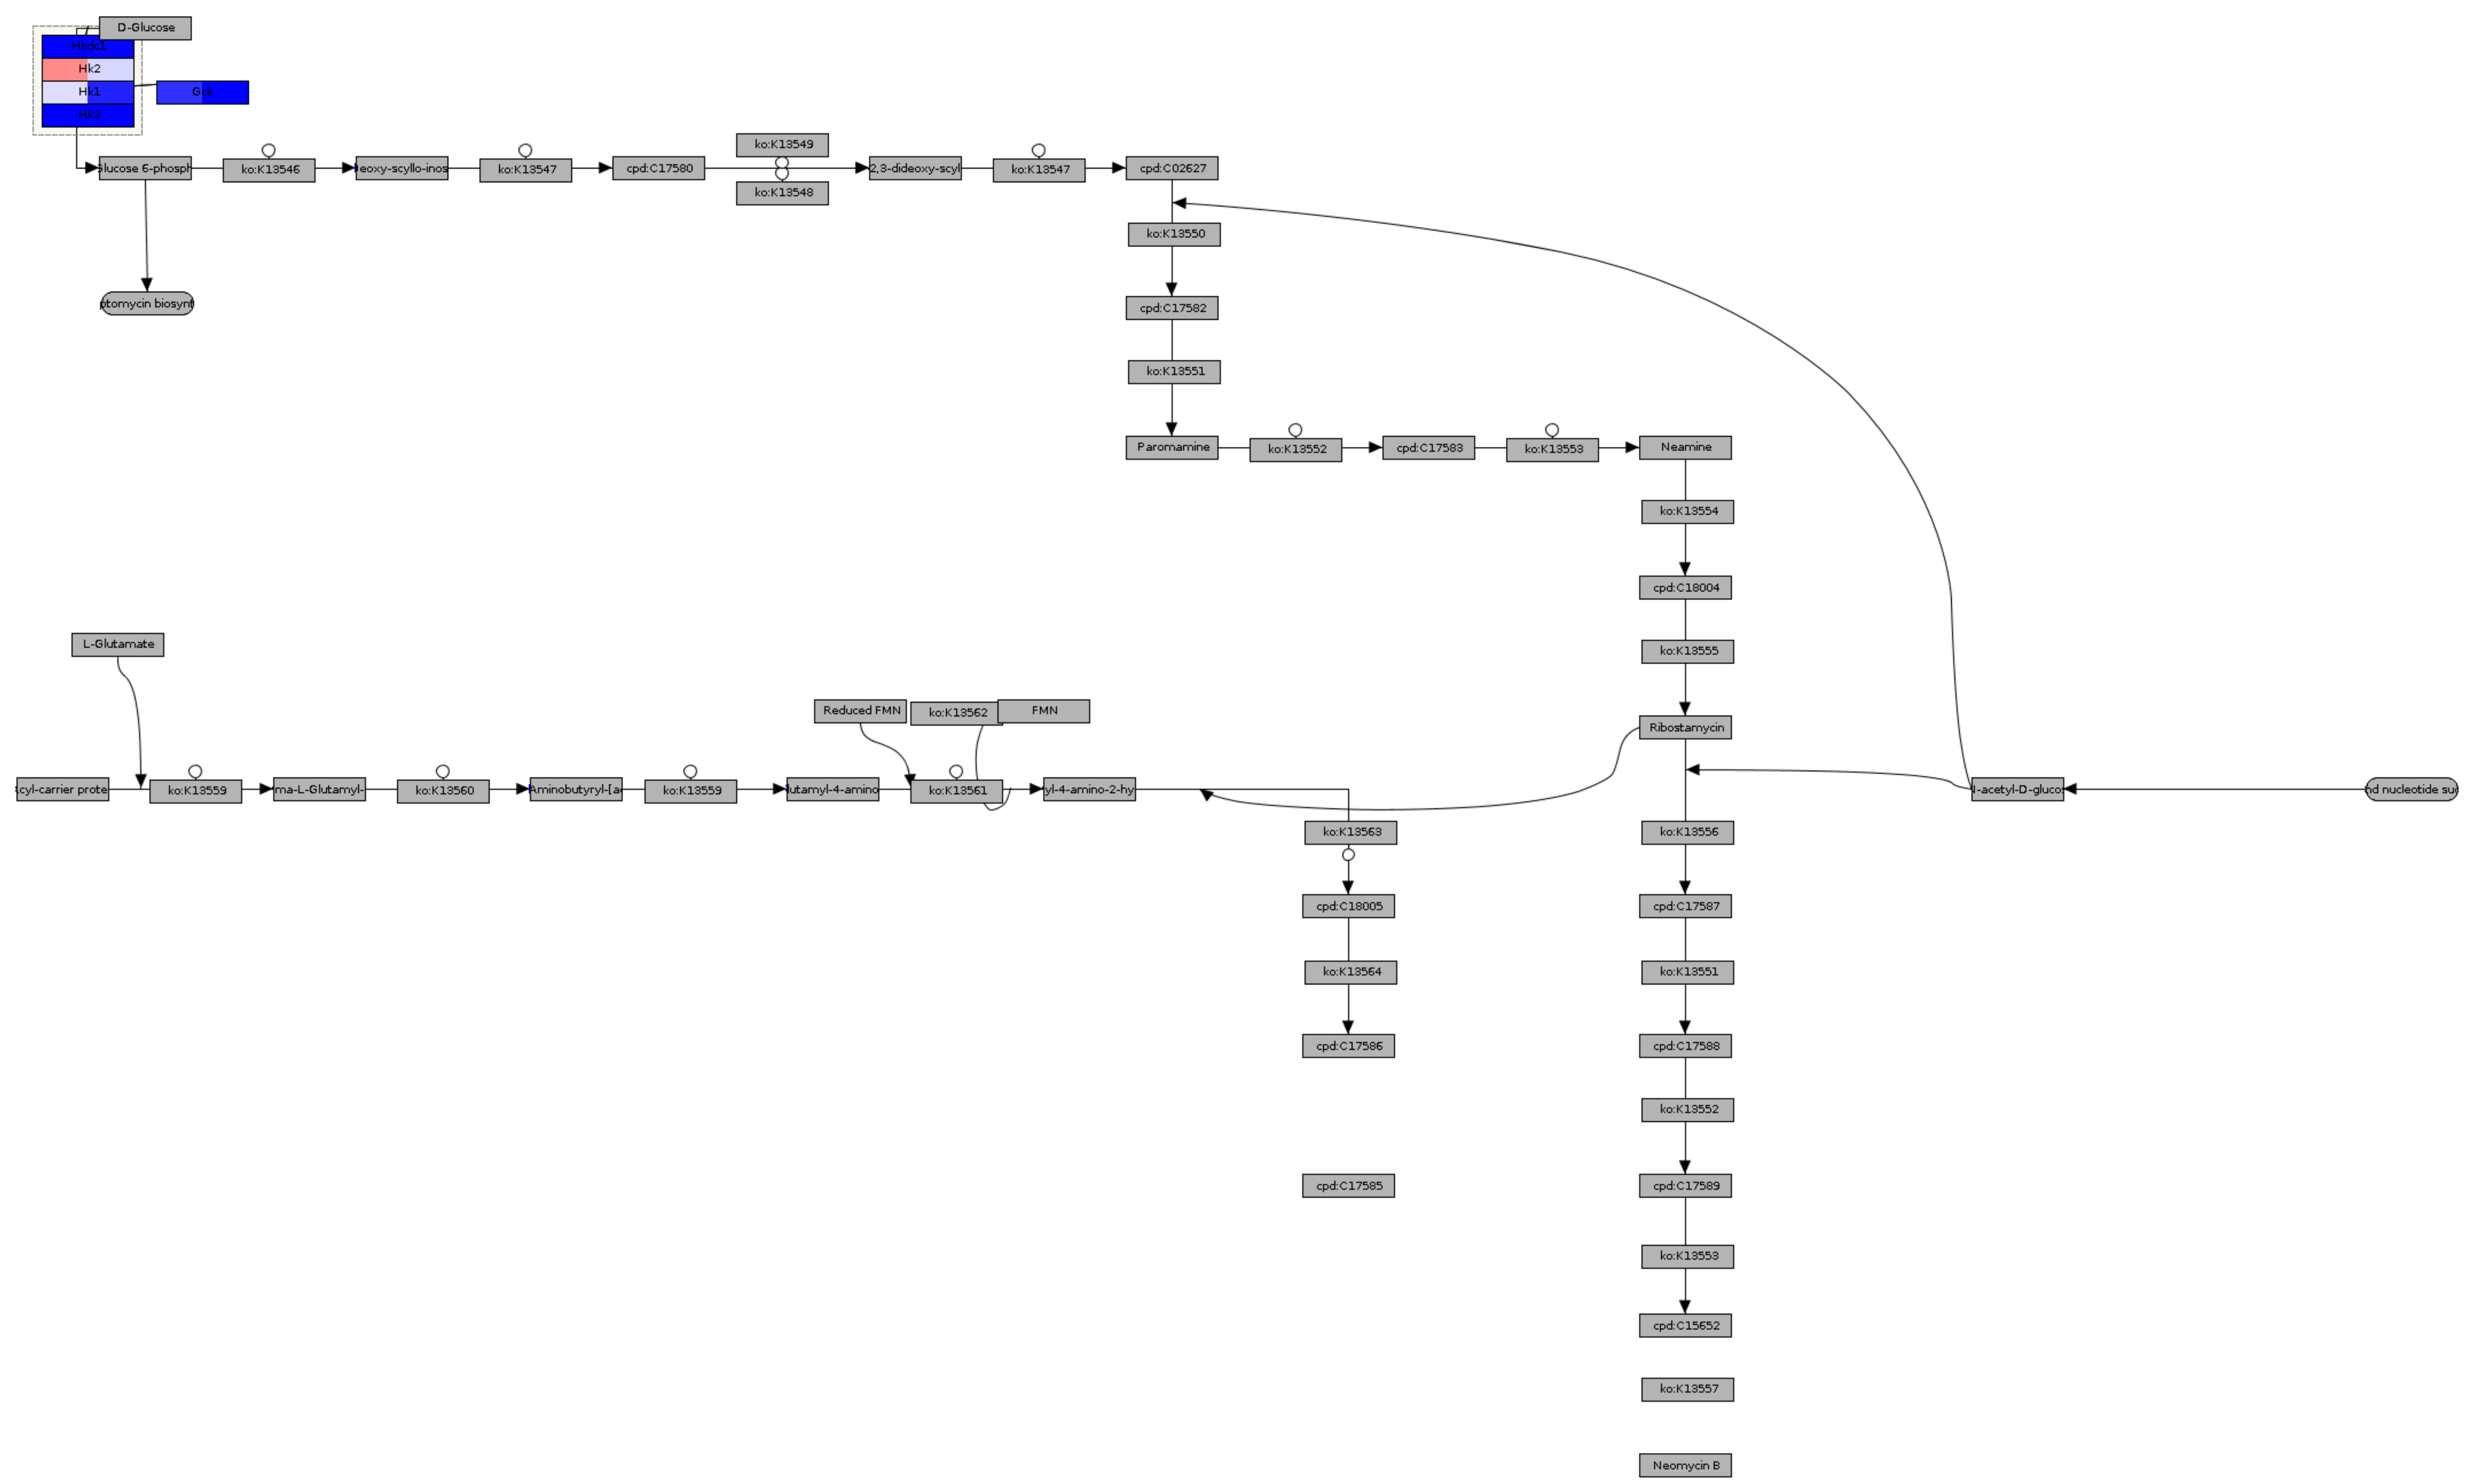 D-Glucose
Hkdc1
Hk2
Hk1
Gck
Hk3
ko:K13549
Glucose 6-phosph
ko:K13546
deoxy-scyllo-inos
ko:K13547
cpd:C17580
2,3-dideoxy-scyl
ko:K13547
cpd:C02627
ko:K13548
ko:K13550
ptomycin biosynt
cpd:C17582
ko:K13551
Paromamine
ko:K13552
cpd:C17583
ko:K13553
Neamine
ko:K13554
cpd:C18004
L-Glutamate
ko:K13555
Reduced FMN
ko:K13562
FMN
Ribostamycin
cyl-carrier prote
ko:K13559
ma-L-Glutamyl-
ko:K13560
Aminobutyryl-[a
ko:K13559
lutamyl-4-amino
ko:K13561
yl-4-amino-2-hy
N-acetyl-D-gluco
nd nucleotide sug
ko:K13563
ko:K13556
cpd:C18005
cpd:C17587
ko:K13564
ko:K13551
cpd:C17586
cpd:C17588
ko:K13552
cpd:C17585
cpd:C17589
ko:K13553
cpd:C15652
ko:K13557
Neomycin B